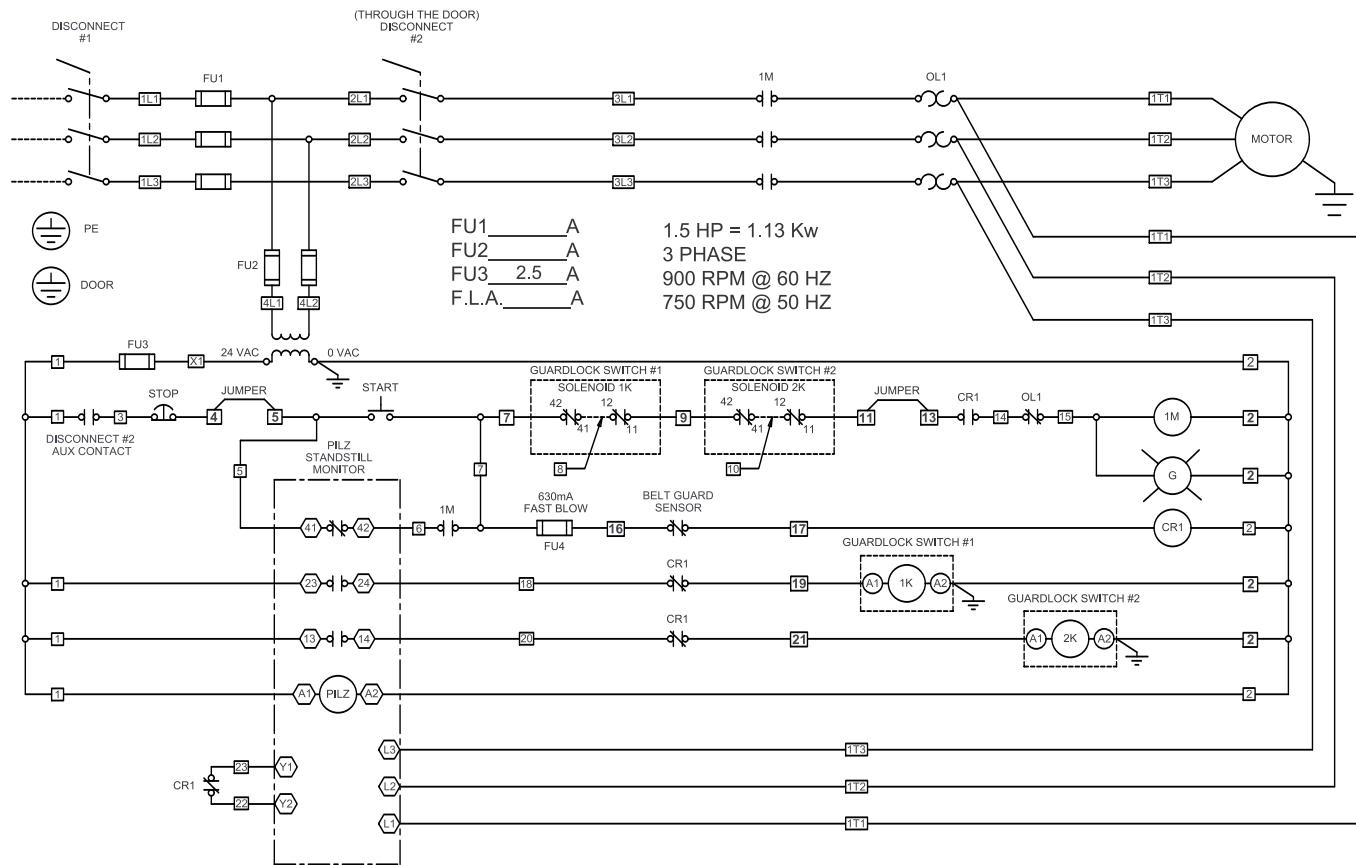 DISCONNECT
#1
(THROUGH THE DOOR)
DISCONNECT
#2
FU1
1M
OL1
1L1
2L1
3L1
1T1
1L2
2L2
3L2
1T2
MOTOR
1L3
2L3
3L3
1T3
PE
DOOR
FU1________A
FU2________A
FU3 2.5 A
F.L.A.________A
1.5 HP = 1.13 Kw
3 PHASE
900 RPM @ 60 HZ
750 RPM @ 50 HZ
1T1
1T2
1T3
FU2
4L1
4L2
1
FU3
X1
24 VAC
0 VAC
2
GUARDLOCK SWITCH #1
SOLENOID 1K
GUARDLOCK SWITCH #2
SOLENOID 2K
1
3
STOP
4
JUMPER
5
START
7
42
41
12
11
8
9
42
41
12
11
10
11
JUMPER
13
CR1
14
OL1
15
1M
2
DISCONNECT #2
AUX CONTACT
PILZ
STANDSTILL
MONITOR
5
7
G
2
41
42
6
1M
630mA
FAST BLOW
FU4
16
BELT GUARD
SENSOR
17
CR1
2
1
23
24
18
CR1
19
GUARDLOCK SWITCH #1
A1
1K
A2
2
1
13
14
20
CR1
21
GUARDLOCK SWITCH #2
A1
2K
A2
2
1
A1
PILZ
A2
2
CR1
23
Y1
22
Y2
L3
1T3
L2
1T2
L1
1T1